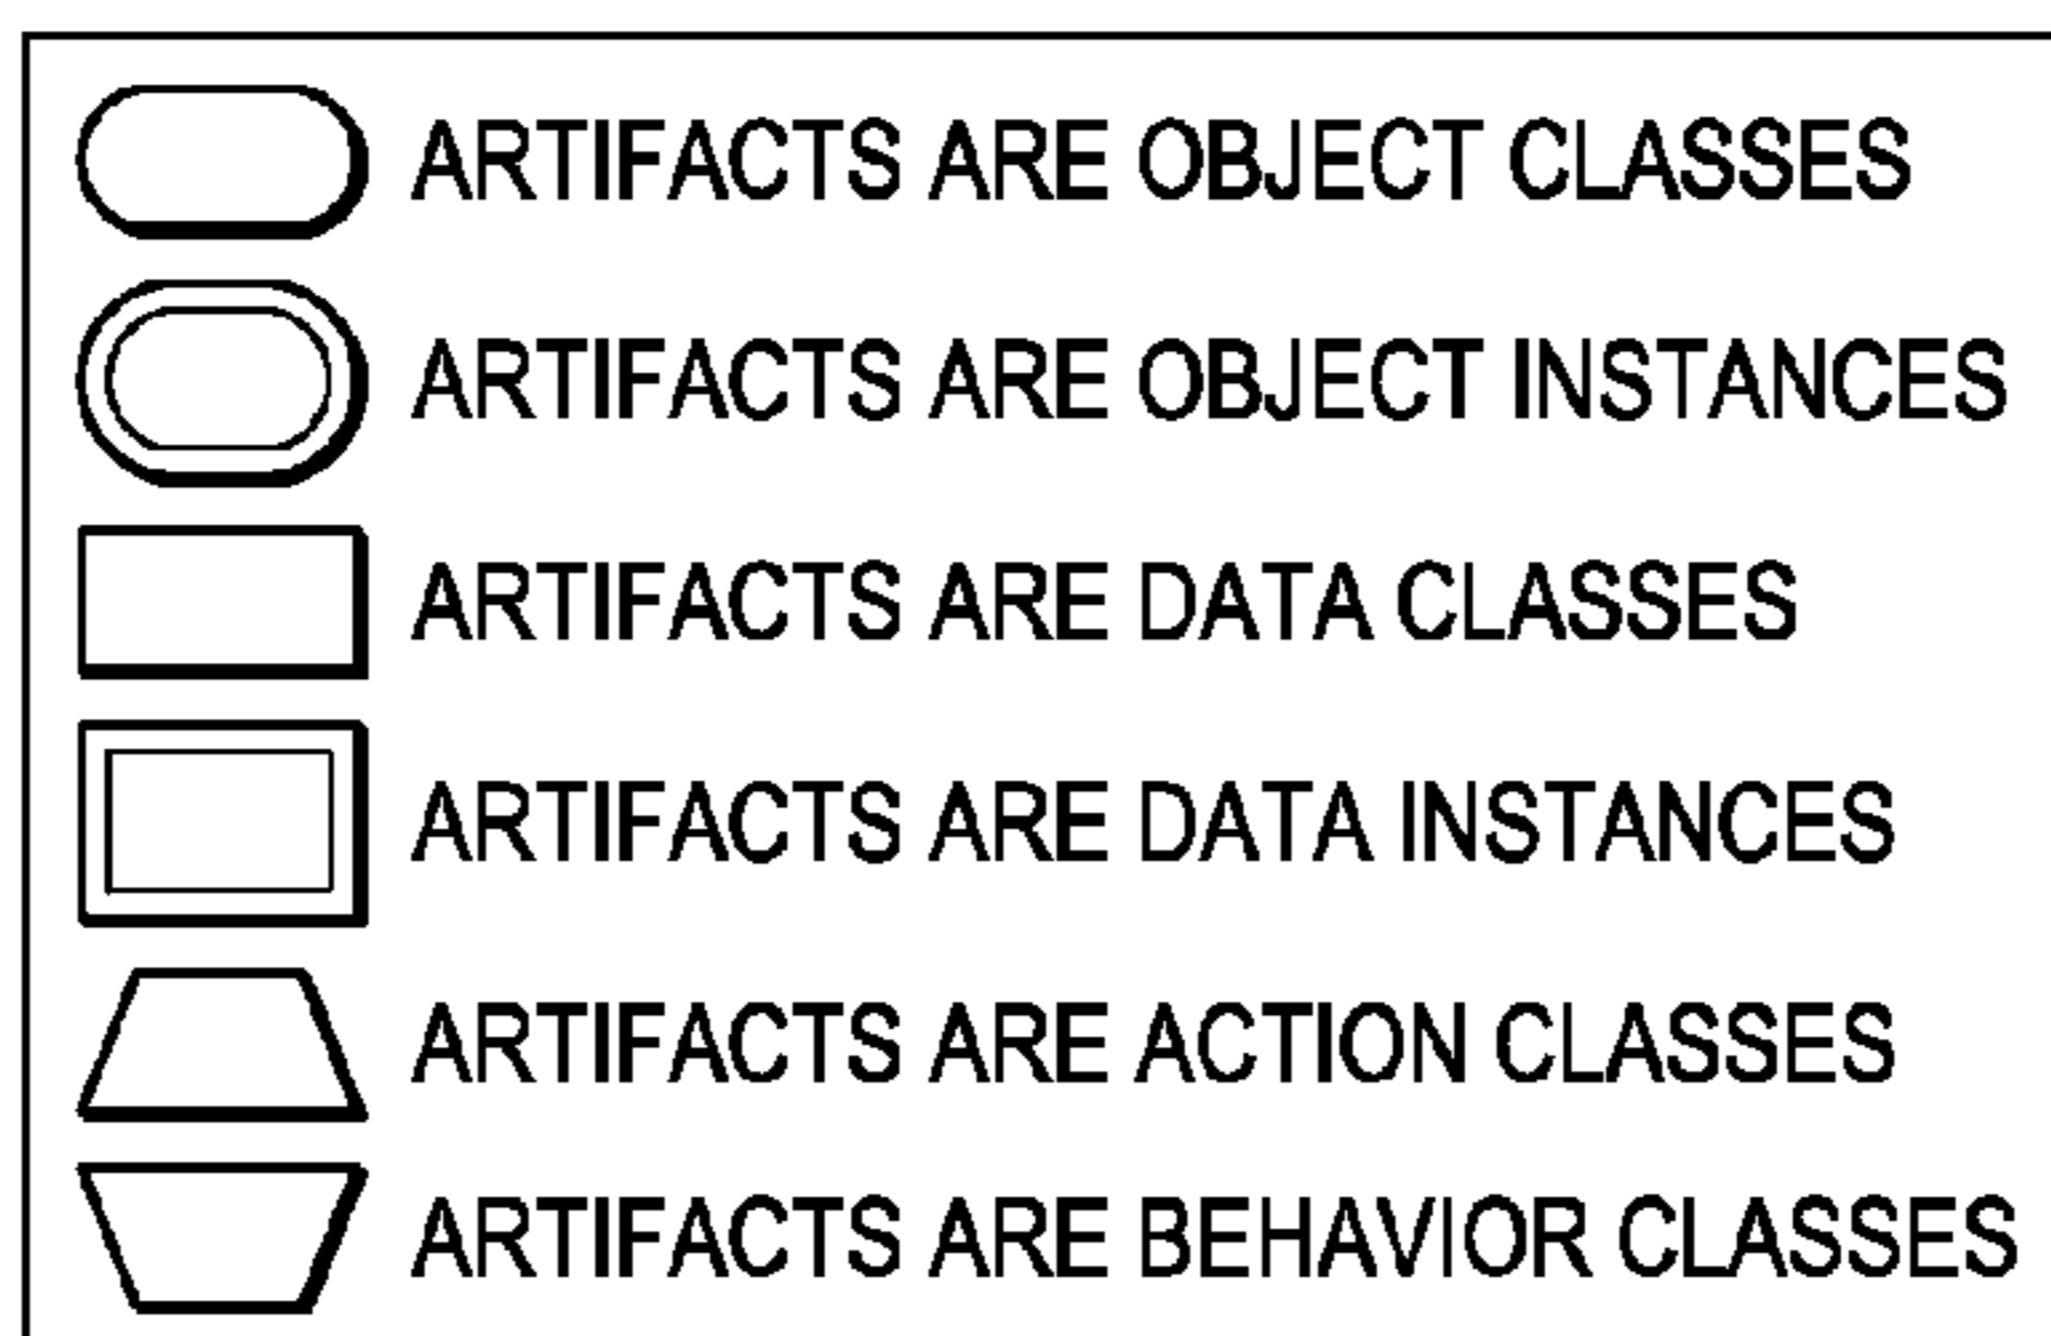 ARTIFACTS ARE OBJECT CLASSES
ARTIFACTS ARE OBJECT INSTANCES
ARTIFACTS ARE DATA CLASSES
ARTIFACTS ARE DATA INSTANCES
ARTIFACTS ARE ACTION CLASSES
ARTIFACTS ARE BEHAVIOR CLASSES